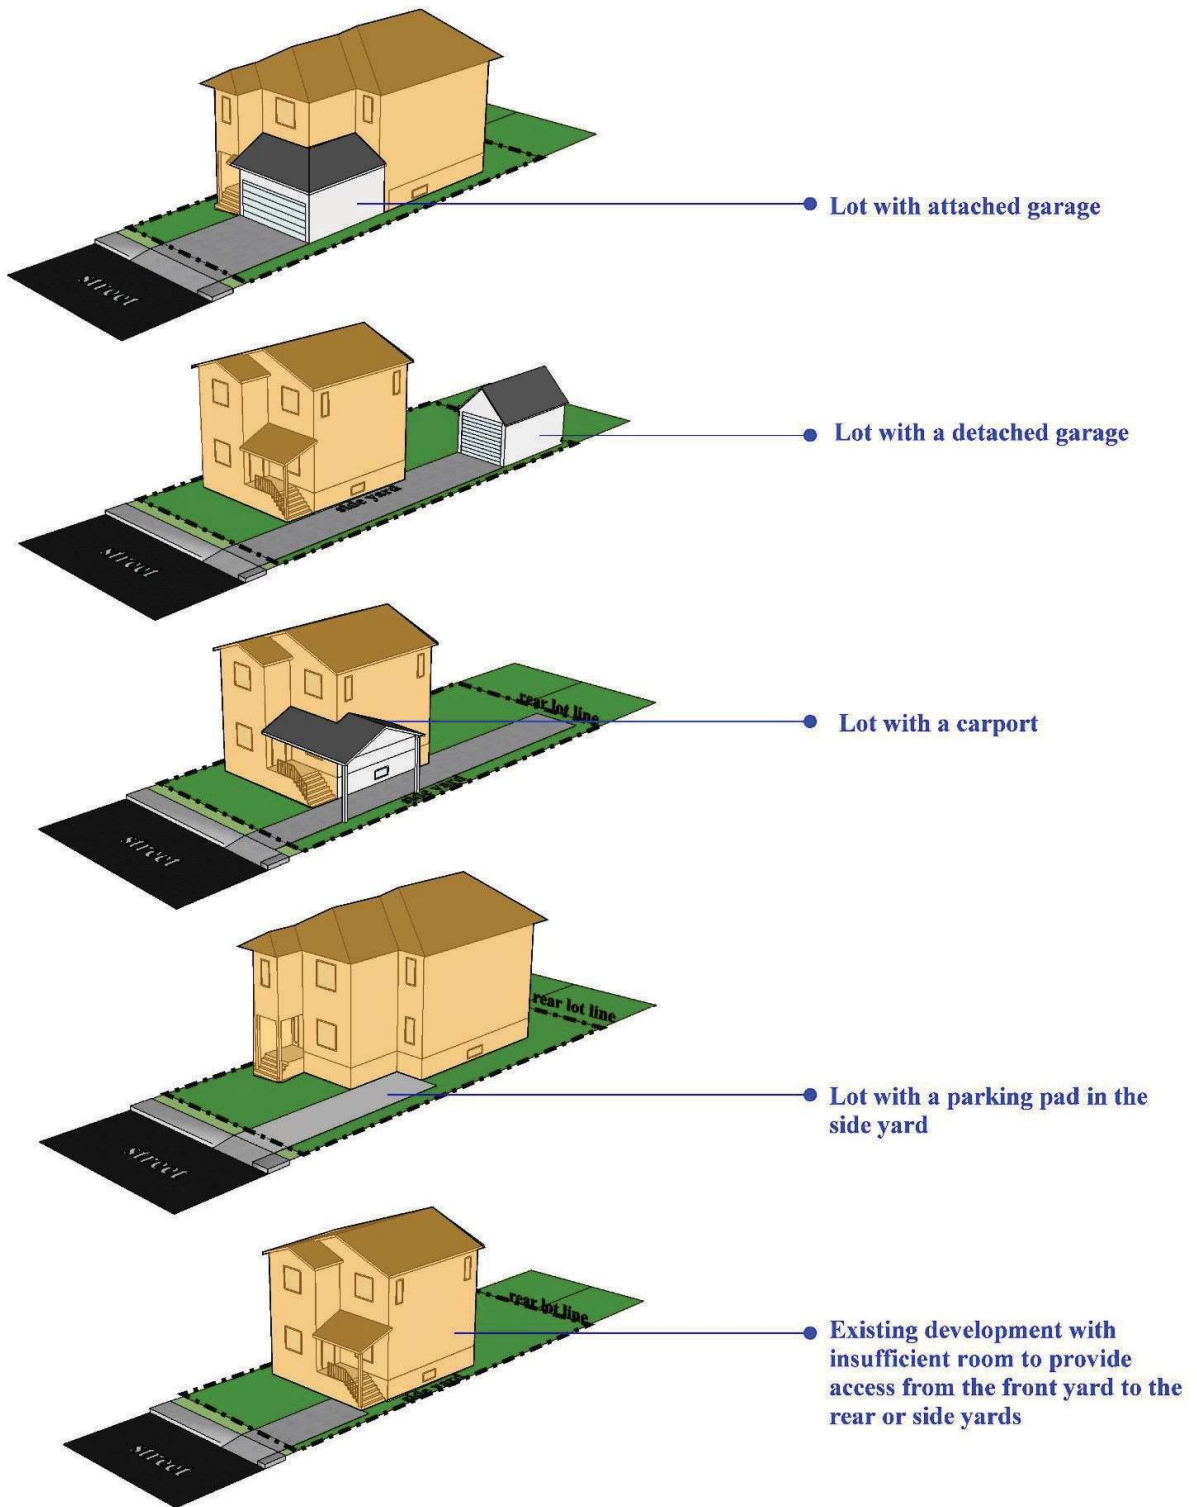 Lot with attached garage
street
Lot with a detached garage
side yard
street
rear lot line
Lot with a carport
side yard
street
rear lot line
Lot with a parking pad in the
side yard
street
rear lot line
Existing development with
insufficient room to provide
access from the front yard to the
rear or side yards
side yard
street